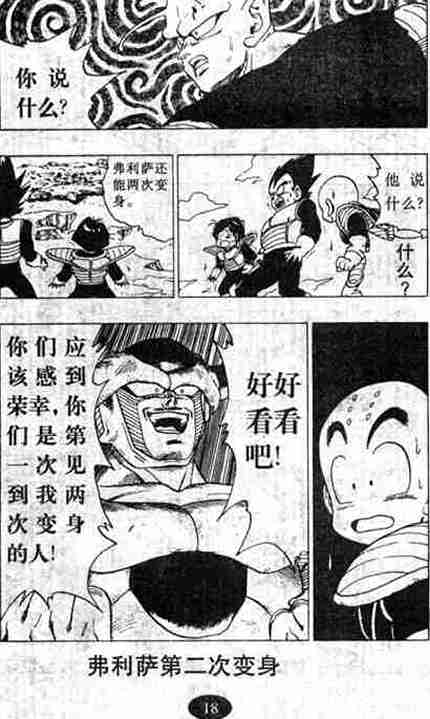 你说
什么?
弗利萨还
能两次变
身。
他说
什么?
什么?
你们应
该感到
荣幸,你
们是第
一次见
到我两
次变身
的人!
好好
看看
吧!
弗利萨第二次变身
18